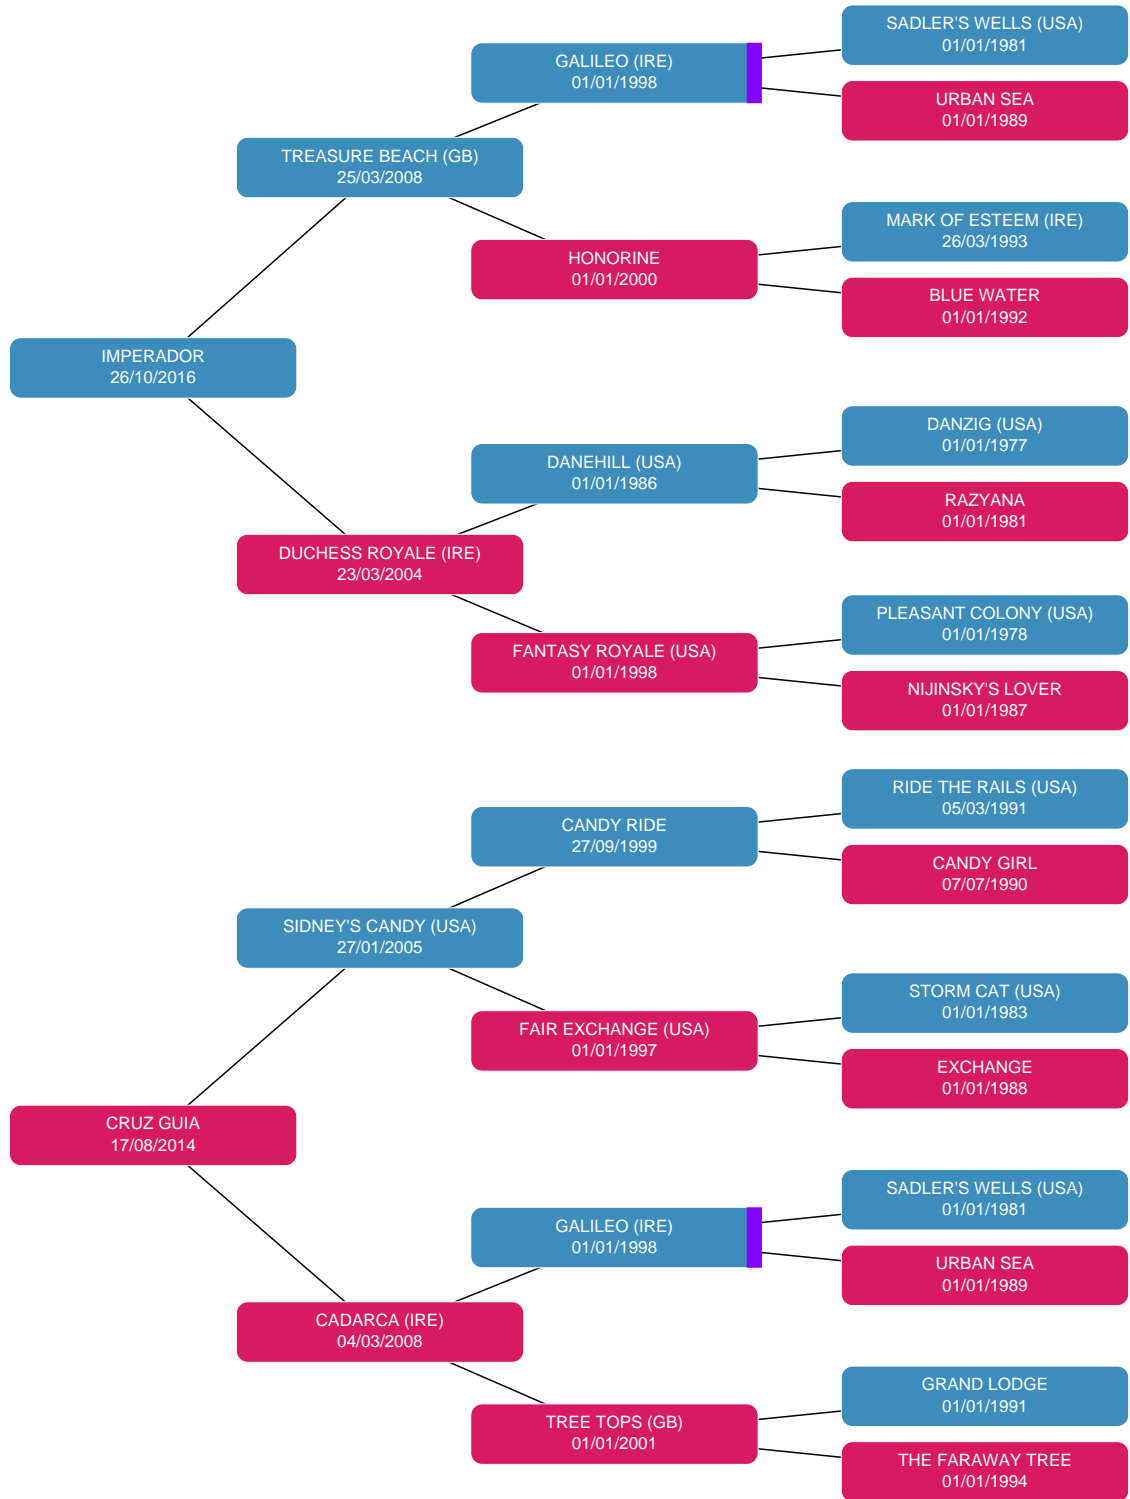 SADLER'S WELLS (USA)
01/01/1981
GALILEO (IRE)
01/01/1998
URBAN SEA
01/01/1989
TREASURE BEACH (GB)
25/03/2008
MARK OF ESTEEM (IRE)
26/03/1993
HONORINE
01/01/2000
BLUE WATER
01/01/1992
IMPERADOR
26/10/2016
DANZIG (USA)
01/01/1977
DANEHILL (USA)
01/01/1986
RAZYANA
01/01/1981
DUCHESS ROYALE (IRE)
23/03/2004
PLEASANT COLONY (USA)
01/01/1978
FANTASY ROYALE (USA)
01/01/1998
NIJINSKY'S LOVER
01/01/1987
RIDE THE RAILS (USA)
05/03/1991
CANDY RIDE
27/09/1999
CANDY GIRL
07/07/1990
SIDNEY'S CANDY (USA)
27/01/2005
STORM CAT (USA)
01/01/1983
FAIR EXCHANGE (USA)
01/01/1997
EXCHANGE
01/01/1988
CRUZ GUIA
17/08/2014
SADLER'S WELLS (USA)
01/01/1981
GALILEO (IRE)
01/01/1998
URBAN SEA
01/01/1989
CADARCA (IRE)
04/03/2008
GRAND LODGE
01/01/1991
TREE TOPS (GB)
01/01/2001
THE FARAWAY TREE
01/01/1994